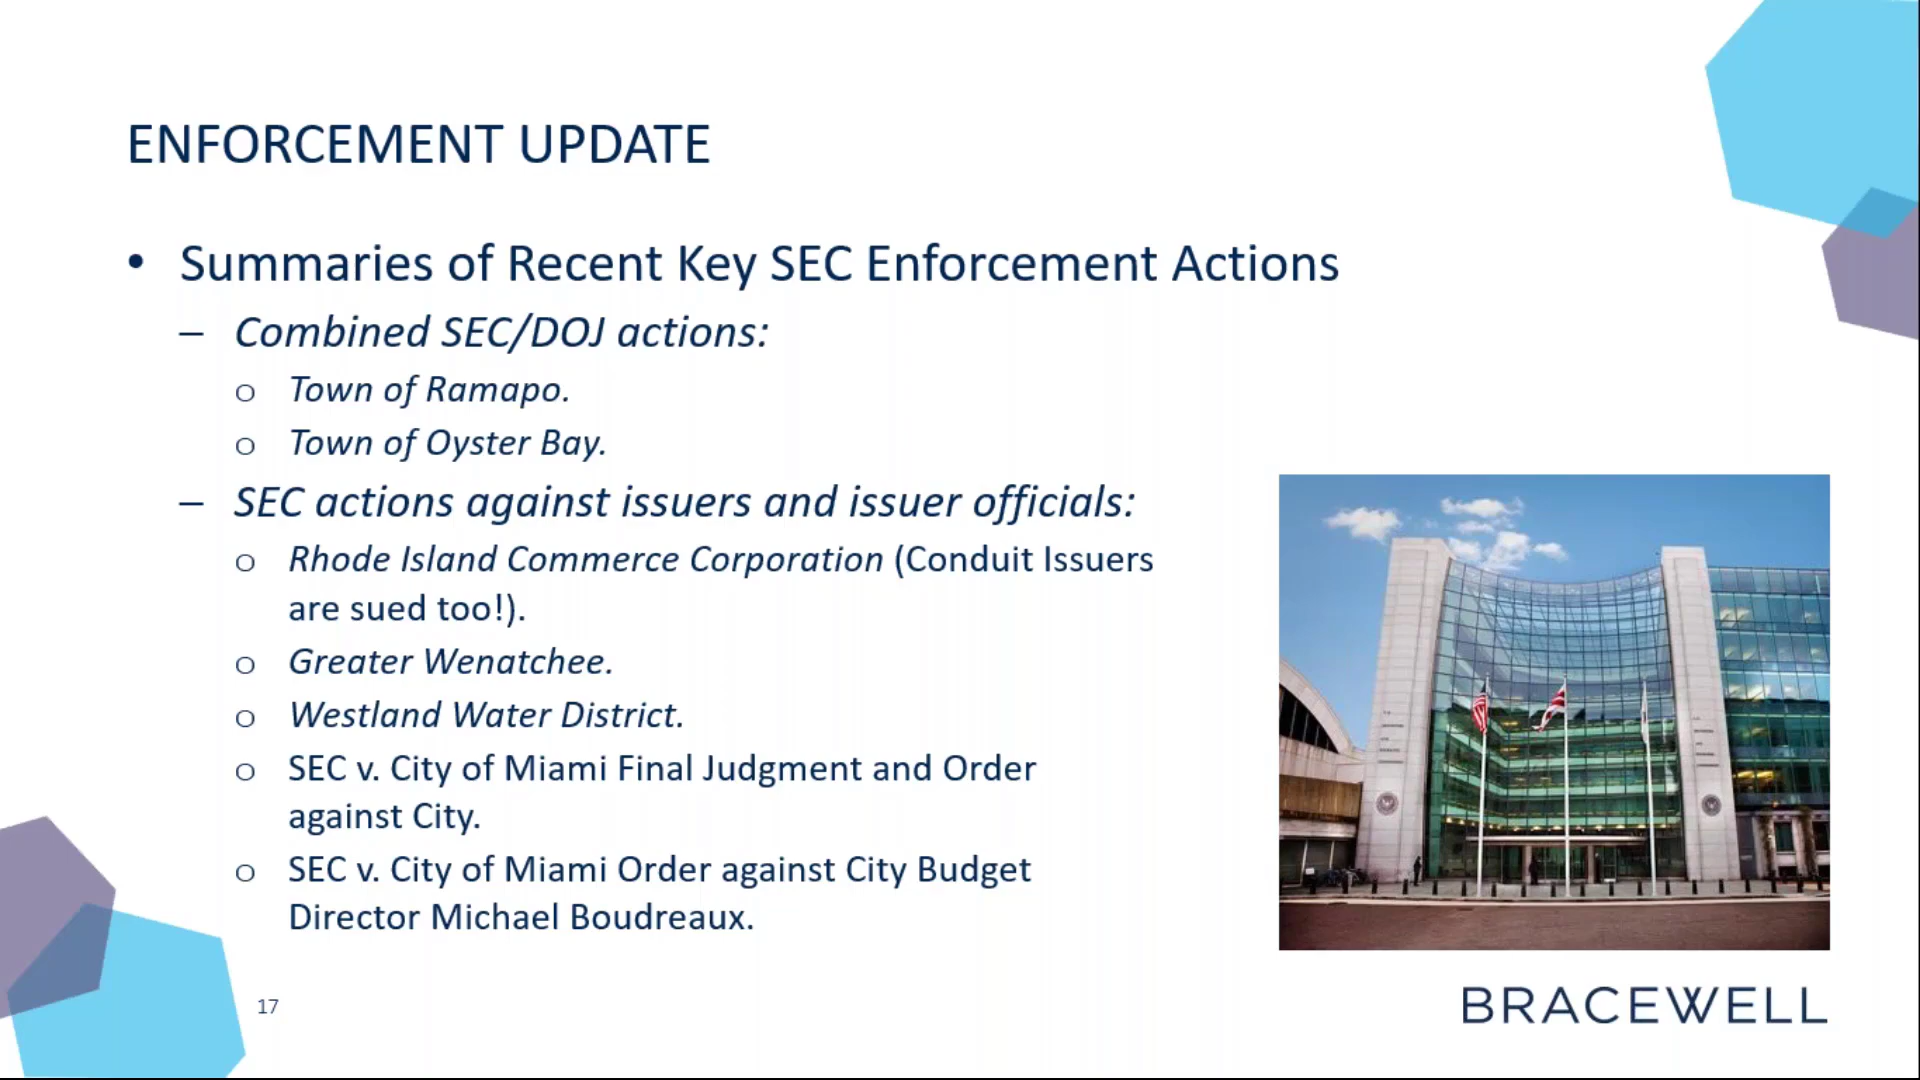 ENFORCEMENT UPDATE
• Summaries of Recent Key SEC Enforcement Actions
– Combined SEC/DOJ actions:
o Town of Ramapo.
o Town of Oyster Bay.
– SEC actions against issuers and issuer officials:
o Rhode Island Commerce Corporation (Conduit Issuers
are sued too!).
o Greater Wenatchee.
o Westland Water District.
o SEC v. City of Miami Final Judgment and Order
against City.
o SEC v. City of Miami Order against City Budget
Director Michael Boudreaux.
17
BRACEWELL